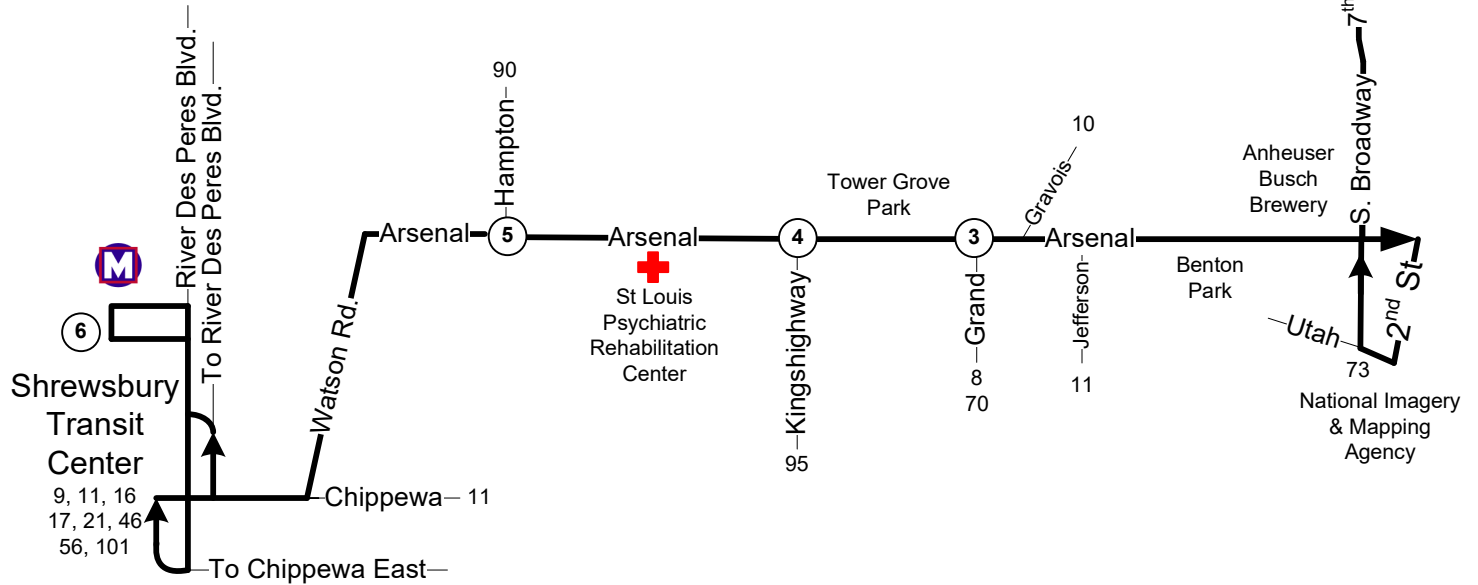 River Des Peres Blvd.
To River Des Peres Blvd.
M
6
Shrewsbury
Transit
Center
9, 11, 16
17, 21, 46
56, 101
To Chippewa East
Chippewa
11
Watson Rd.
Arsenal
90
Hampton
5
Arsenal
St Louis
Psychiatric
Rehabilitation
Center
4
Kingshighway
95
Tower Grove
Park
3
Grand
8
70
10
Gravois
Arsenal
Jefferson
11
Benton
Park
Anheuser
Busch
Brewery
7th
S. Broadway
2nd St
Utah
73
National Imagery
& Mapping
Agency